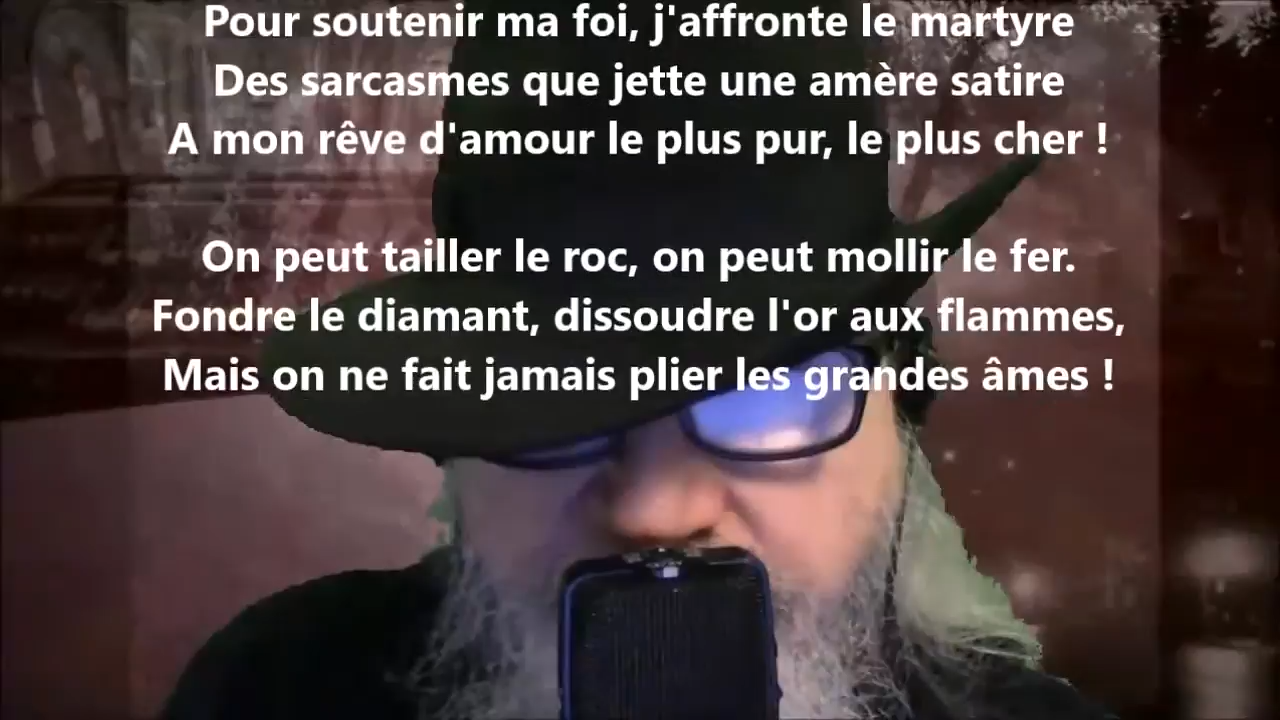 Pour soutenir ma foi, j'affronte le martyre
Des sarcasmes que jette une amère satire
A mon rêve d'amour le plus pur, le plus cher !
On peut tailler le roc, on peut mollir le fer.
Fondre le diamant, dissoudre l'or aux flammes,
Mais on ne fait jamais plier les grandes âmes !